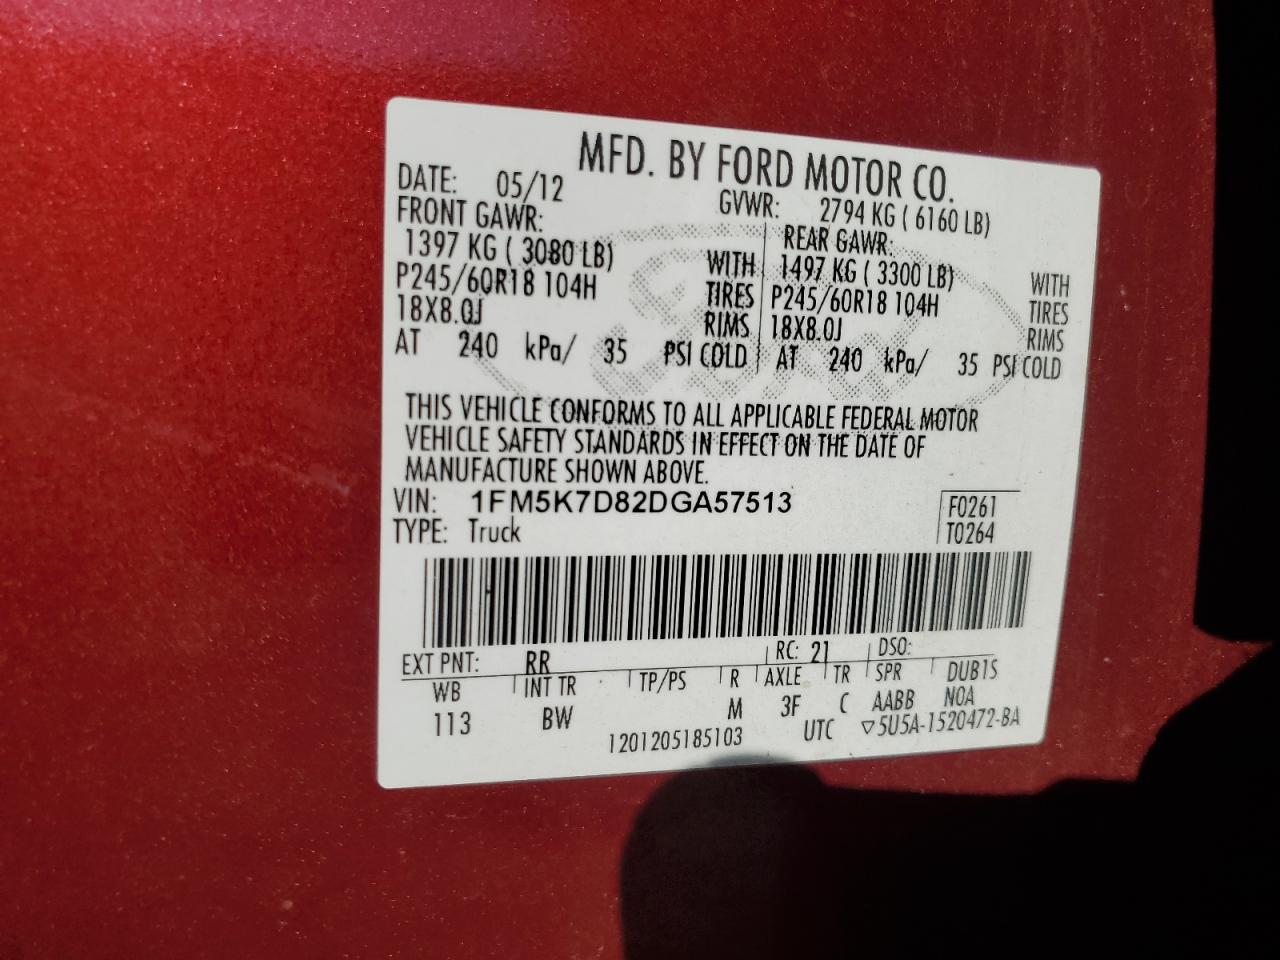 MFD. BY FORD MOTOR CO.
DATE: 05/12 GVWR: 2794 KG ( 6160 LB)
FRONT GAWR: REAR GAWR:
1397 KG ( 3080 LB) WITH 1497 KG ( 3300 LB) WITH
P245/60R18 104H TIRES P245/60R18 104H TIRES
18X8.0J RIMS 18X8.0J RIMS
AT 240 kPa/ 35 PSI COLD AT 240 kPa/ 35 PSI COLD
THIS VEHICLE CONFORMS TO ALL APPLICABLE FEDERAL MOTOR
VEHICLE SAFETY STANDARDS IN EFFECT ON THE DATE OF
MANUFACTURE SHOWN ABOVE.
VIN: 1FM5K7D82DGA57513 F0261
TYPE: Truck T0264
EXT PNT: RR RC: 21 DSO:
WB INT TR TP/PS R AXLE TR SPR DUB1S
113 BW M 3F C AABB NOA
1201205185103 UTC ▽5U5A-1520472-BA